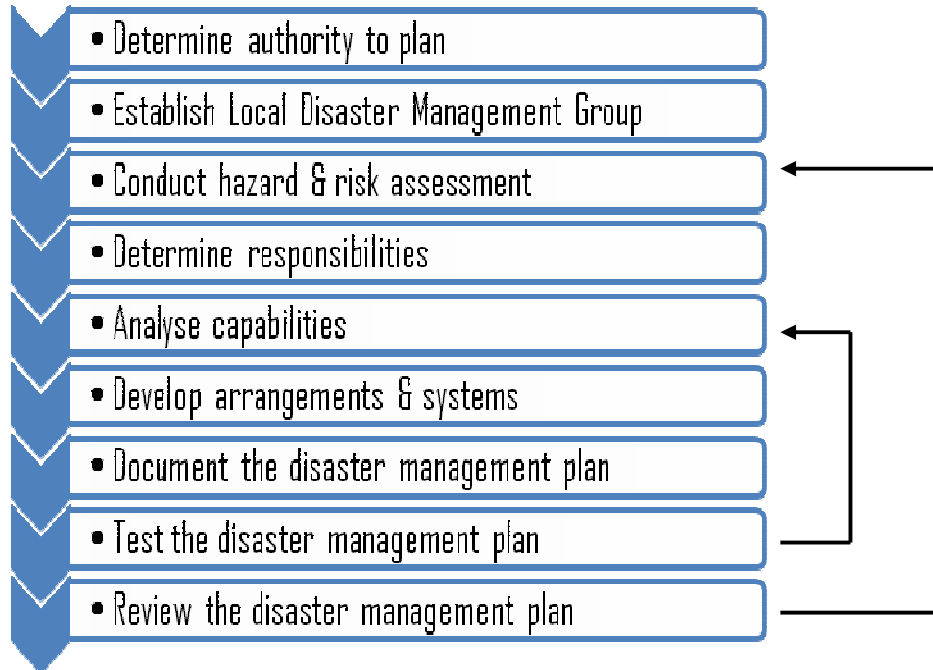 • Determine authority to plan
• Establish Local Disaster Management Group
• Conduct hazard & risk assessment
• Determine responsibilities
• Analyse capabilities
• Develop arrangements & systems
• Document the disaster management plan
• Test the disaster management plan
• Review the disaster management plan